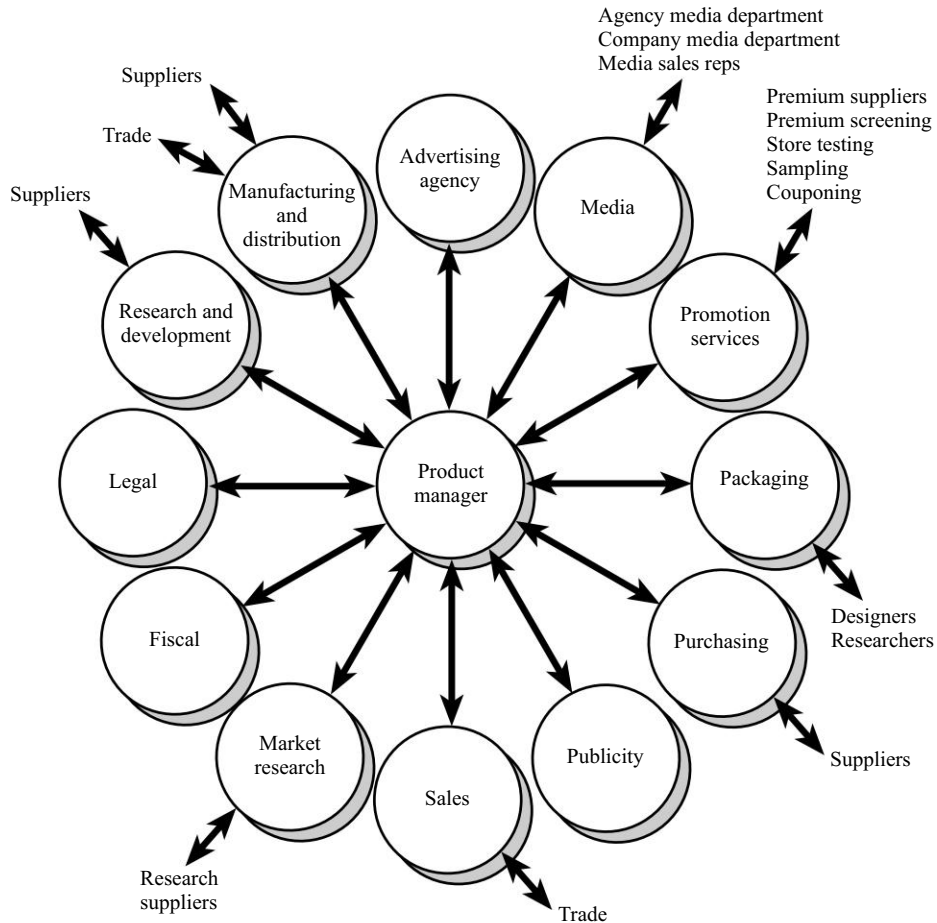 Agency media department
Company media department
Media sales reps
Suppliers
Premium suppliers
Premium screening
Store testing
Sampling
Couponing
Trade
Advertising
agency
Manufacturing
and
distribution
Media
Suppliers
Research and
development
Promotion
services
Legal
Product
manager
Packaging
Designers
Researchers
Fiscal
Purchasing
Market
research
Sales
Publicity
Suppliers
Research
suppliers
Trade